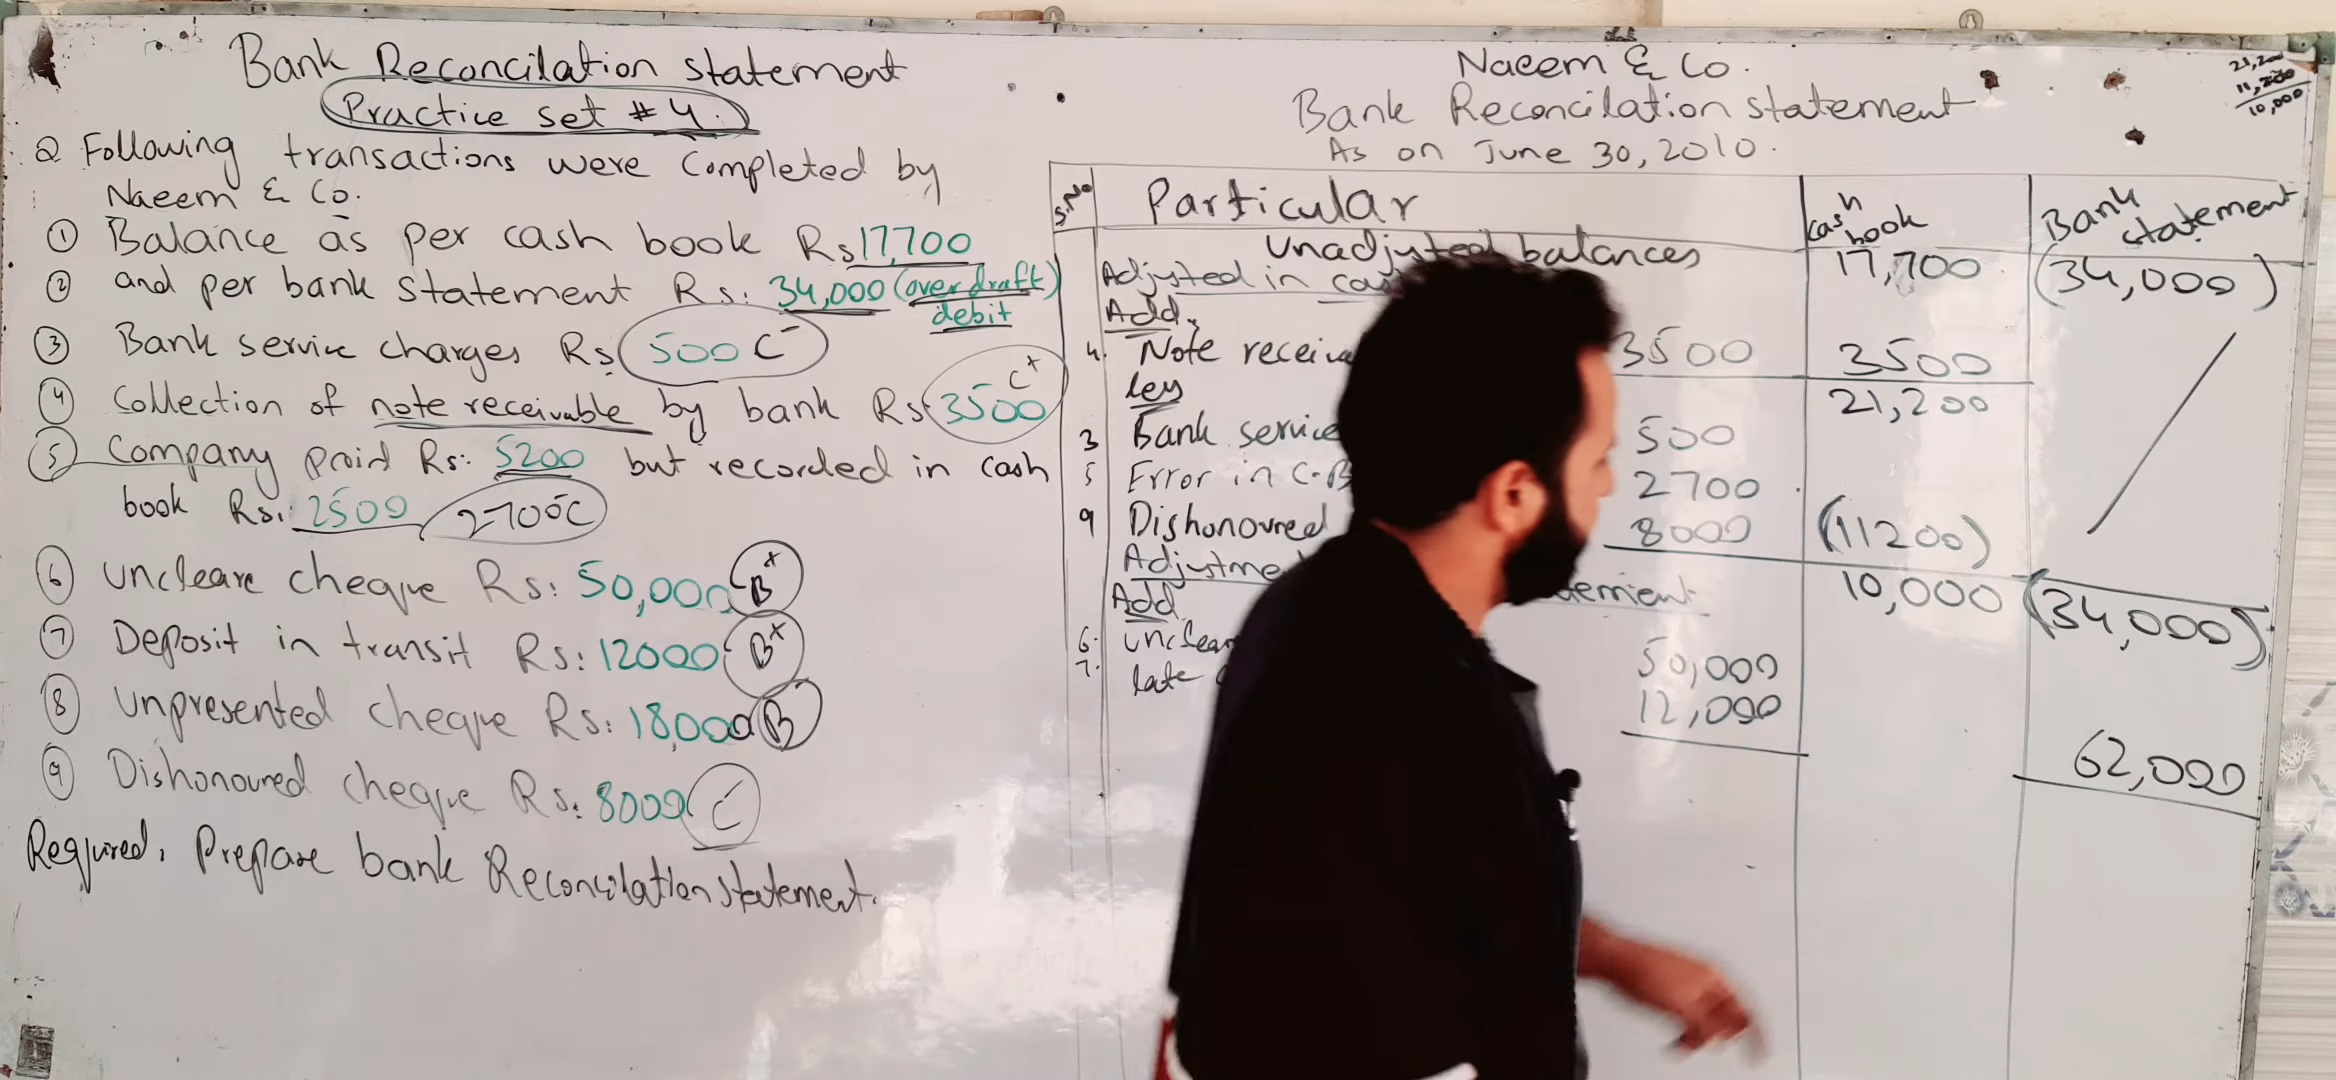 Bank Reconcilation statement
Practice set # 4.
Q Following transactions were completed by
Naeem & Co.
① Balance as per cash book Rs 17,700
② and per bank statement Rs: 34,000 (over draft)
debit
③ Bank service charges Rs 500 C-
④ Collection of note receivable by bank Rs 3500 C+
⑤ Company paid Rs: 5200 but recorded in cash
book Rs. 2500 2700 C-
⑥ uncleare cheque Rs: 50,000 B+
⑦ Deposit in transit Rs: 12000 B+
⑧ unpresented cheque Rs: 18,000 B-
⑨ Dishonoured cheque Rs: 8000 C-
Required, Prepare bank Reconcilation statement.
Naeem & Co.
Bank Reconcilation statement
As on June 30, 2010.
S.No Particular Cash book Bank statement
Unadjusted balances 17,700 (34,000)
Adjusted in
Add.
4. Note 3500 3500
les 21,200
3 Bank service 500
5 Error in C.B 2700
9 Dishonoured 8000 (11200)
10,000 (34,000)
Add
6.
7. late
50,000
12,000
62,000
21,200
11,200
10,000